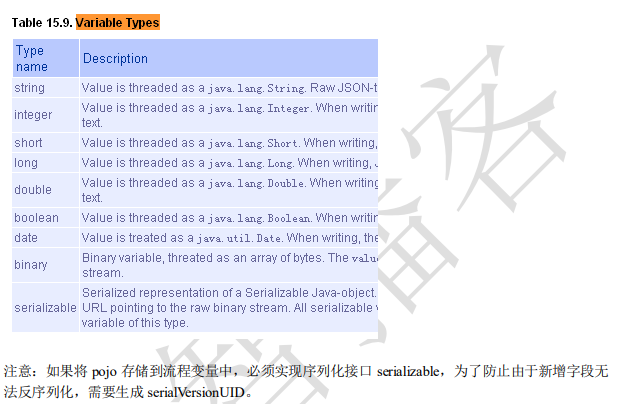 Table 15.9. Variable Types
Type name Description
string Value is threaded as a java.lang.String. Raw JSON-t
integer Value is threaded as a java.lang.Integer. When writin
text.
short Value is threaded as a java.lang.Short. When writing,
long Value is threaded as a java.lang.Long. When writing, J
double Value is threaded as a java.lang.Double. When writing
text.
boolean Value is threaded as a java.lang.Boolean. When writin
date Value is treated as a java.util.Date. When writing, the
binary Binary variable, threated as an array of bytes. The valu
stream.
Serialized representation of a Serializable Java-object.
serializable URL pointing to the raw binary stream. All serializable v
variable of this type.
注意：如果将 pojo 存储到流程变量中，必须实现序列化接口 serializable，为了防止由于新增字段无
法反序列化，需要生成 serialVersionUID。